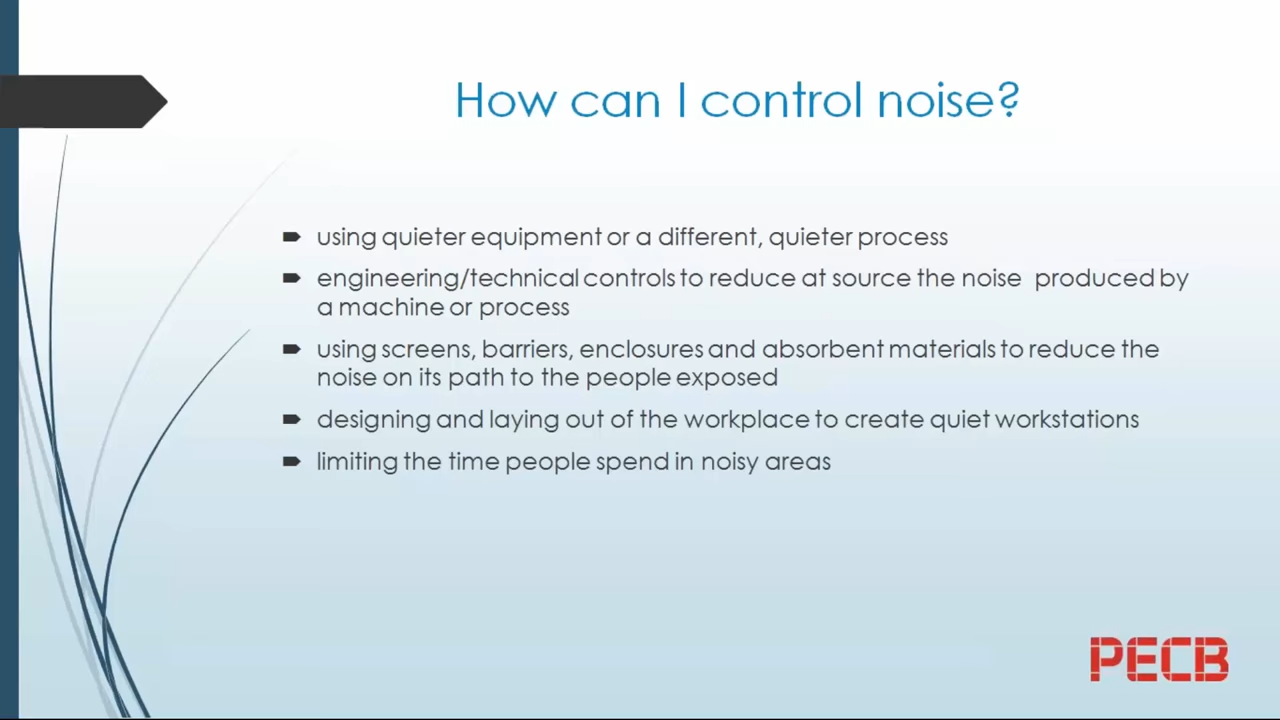 How can I control noise?
using quieter equipment or a different, quieter process
engineering/technical controls to reduce at source the noise  produced by
a machine or process
using screens, barriers, enclosures and absorbent materials to reduce the
noise on its path to the people exposed
designing and laying out of the workplace to create quiet workstations
limiting the time people spend in noisy areas
PECB